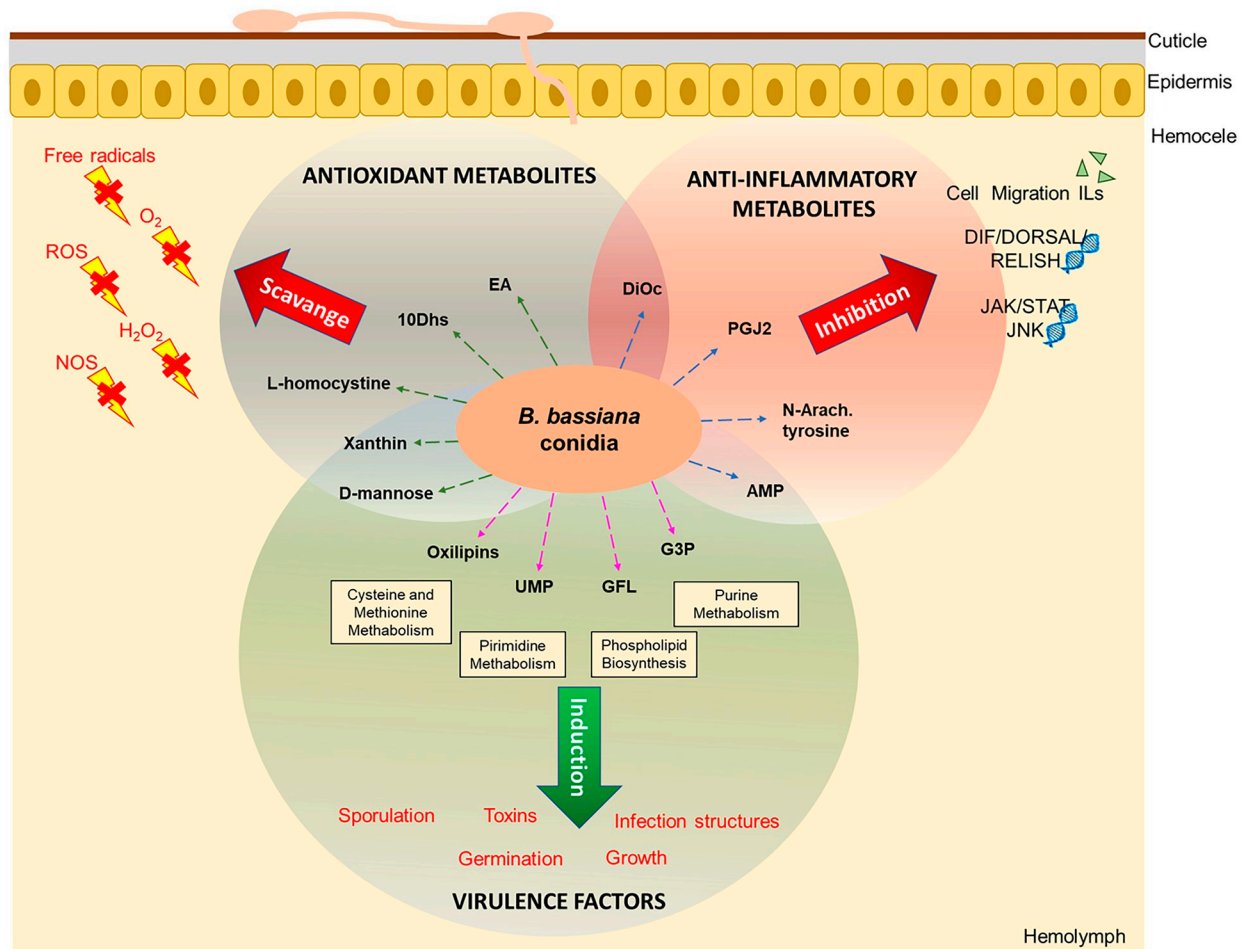 Cuticle
Epidermis
Hemocele
Free radicals
O2
ROS
H2O2
NOS
ANTIOXIDANT METABOLITES
ANTI-INFLAMMATORY
METABOLITES
Cell Migration ILs
DIF/DORSAL/
RELISH
JAK/STAT
JNK
Scavange
Inhibition
EA
10Dhs
L-homocystine
Xanthin
D-mannose
DiOc
PGJ2
N-Arach.
tyrosine
AMP
B. bassiana
conidia
Oxilipins
UMP
GFL
G3P
Cysteine and
Methionine
Methabolism
Pirimidine
Methabolism
Phospholipid
Biosynthesis
Purine
Methabolism
Induction
Sporulation
Toxins
Infection structures
Germination
Growth
VIRULENCE FACTORS
Hemolymph